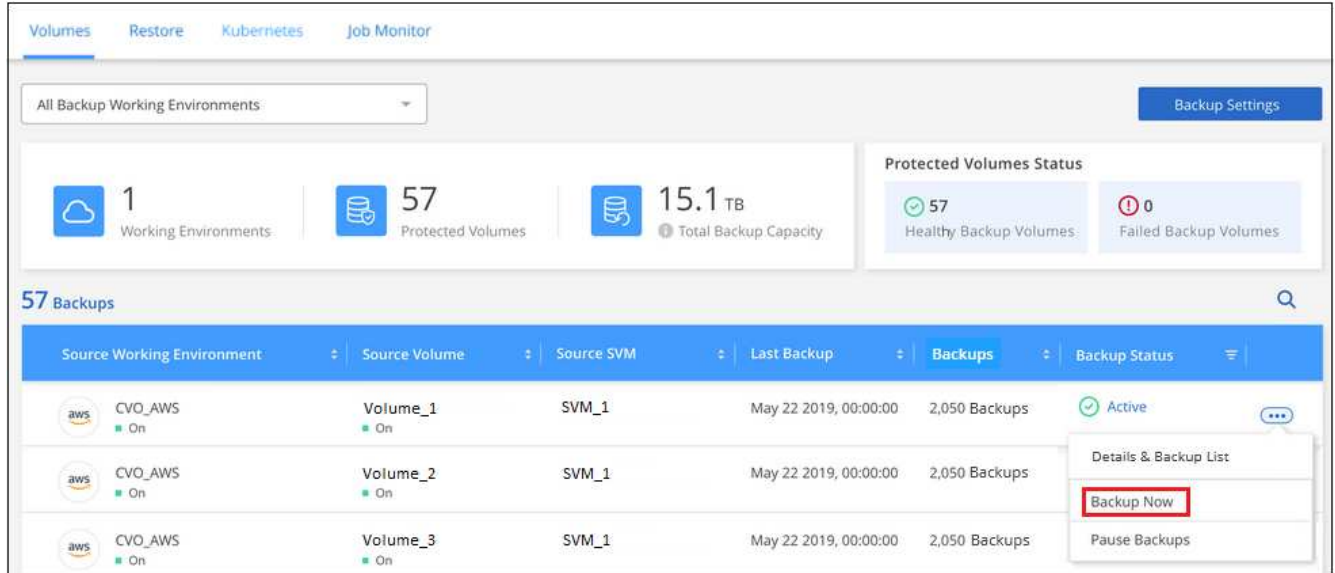 Volumes Restore Kubernetes Job Monitor
All Backup Working Environments
Backup Settings
1
Working Environments
57
Protected Volumes
15.1 TB
Total Backup Capacity
Protected Volumes Status
57
Healthy Backup Volumes
0
Failed Backup Volumes
57 Backups
Source Working Environment Source Volume Source SVM Last Backup Backups Backup Status
aws CVO_AWS Volume_1 SVM_1 May 22 2019, 00:00:00 2,050 Backups Active
On On
Details & Backup List
aws CVO_AWS Volume_2 SVM_1 May 22 2019, 00:00:00 2,050 Backups
On On
Backup Now
aws CVO_AWS Volume_3 SVM_1 May 22 2019, 00:00:00 2,050 Backups
On On
Pause Backups